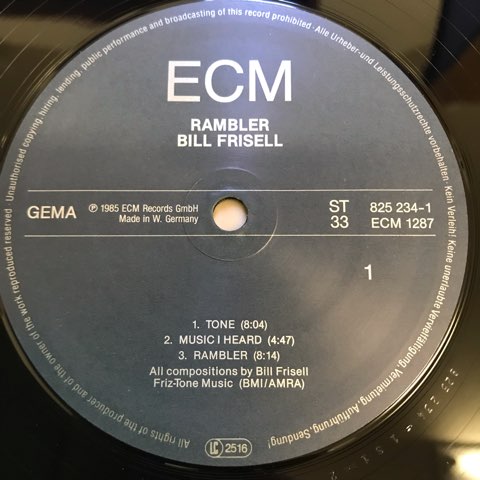 Unauthorised copying, hiring, lending, public performance and broadcasting of this record prohibited · Alle Urheber-und Leistungsschutzrechte vorbehalten · Kein Verleih! Keine unerlaubte Vervielfältigung, Vermietung, Aufführung, Sendung!
All rights of the producer and of the owner of the work reproduced reserved
ECM
RAMBLER
BILL FRISELL
GEMA
℗ 1985 ECM Records GmbH
Made in W. Germany
ST 825 234-1
33 ECM 1287
1
1. TONE (8:04)
2. MUSIC I HEARD (4:47)
3. RAMBLER (8:14)
All compositions by Bill Frisell
Friz-Tone Music (BMI/AMRA)
LC 2516